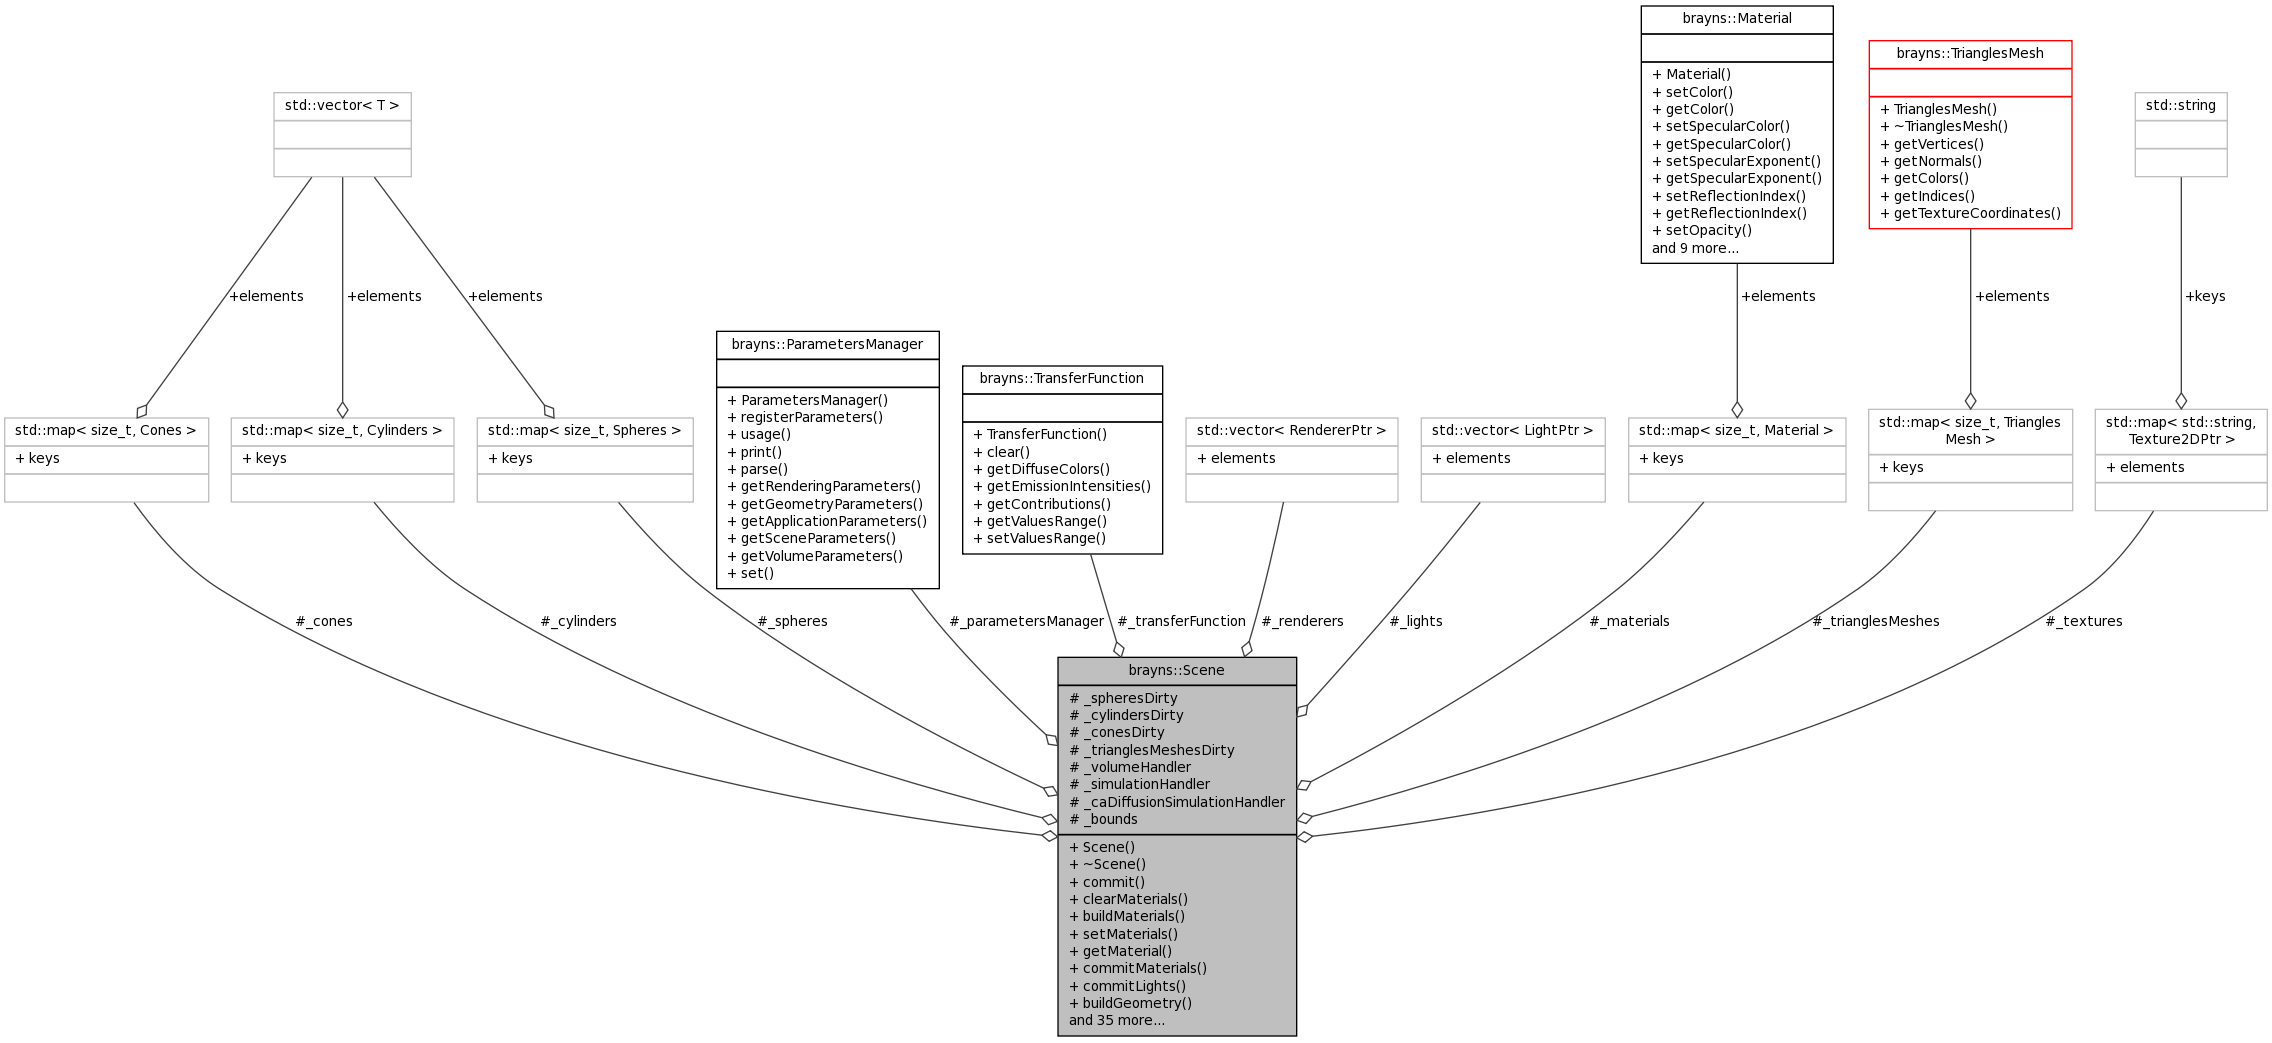 brayns::Material
+ Material()
+ setColor()
+ getColor()
+ setSpecularColor()
+ getSpecularColor()
+ setSpecularExponent()
+ getSpecularExponent()
+ setReflectionIndex()
+ getReflectionIndex()
+ setOpacity()
and 9 more...
brayns::TrianglesMesh
+ TrianglesMesh()
+ ~TrianglesMesh()
+ getVertices()
+ getNormals()
+ getColors()
+ getIndices()
+ getTextureCoordinates()
std::vector< T >
std::string
+elements
+elements
+elements
+elements
+elements
+keys
std::map< size_t, Cones >
+ keys
std::map< size_t, Cylinders >
+ keys
std::map< size_t, Spheres >
+ keys
brayns::ParametersManager
+ ParametersManager()
+ registerParameters()
+ usage()
+ print()
+ parse()
+ getRenderingParameters()
+ getGeometryParameters()
+ getApplicationParameters()
+ getSceneParameters()
+ getVolumeParameters()
+ set()
brayns::TransferFunction
+ TransferFunction()
+ clear()
+ getDiffuseColors()
+ getEmissionIntensities()
+ getContributions()
+ getValuesRange()
+ setValuesRange()
std::vector< RendererPtr >
+ elements
std::vector< LightPtr >
+ elements
std::map< size_t, Material >
+ keys
std::map< size_t, Triangles
Mesh >
+ keys
std::map< std::string,
Texture2DPtr >
+ elements
#_cones
#_cylinders
#_spheres
#_parametersManager
#_transferFunction
#_renderers
#_lights
#_materials
#_trianglesMeshes
#_textures
brayns::Scene
# _spheresDirty
# _cylindersDirty
# _conesDirty
# _trianglesMeshesDirty
# _volumeHandler
# _simulationHandler
# _caDiffusionSimulationHandler
# _bounds
+ Scene()
+ ~Scene()
+ commit()
+ clearMaterials()
+ buildMaterials()
+ setMaterials()
+ getMaterial()
+ commitMaterials()
+ commitLights()
+ buildGeometry()
and 35 more...